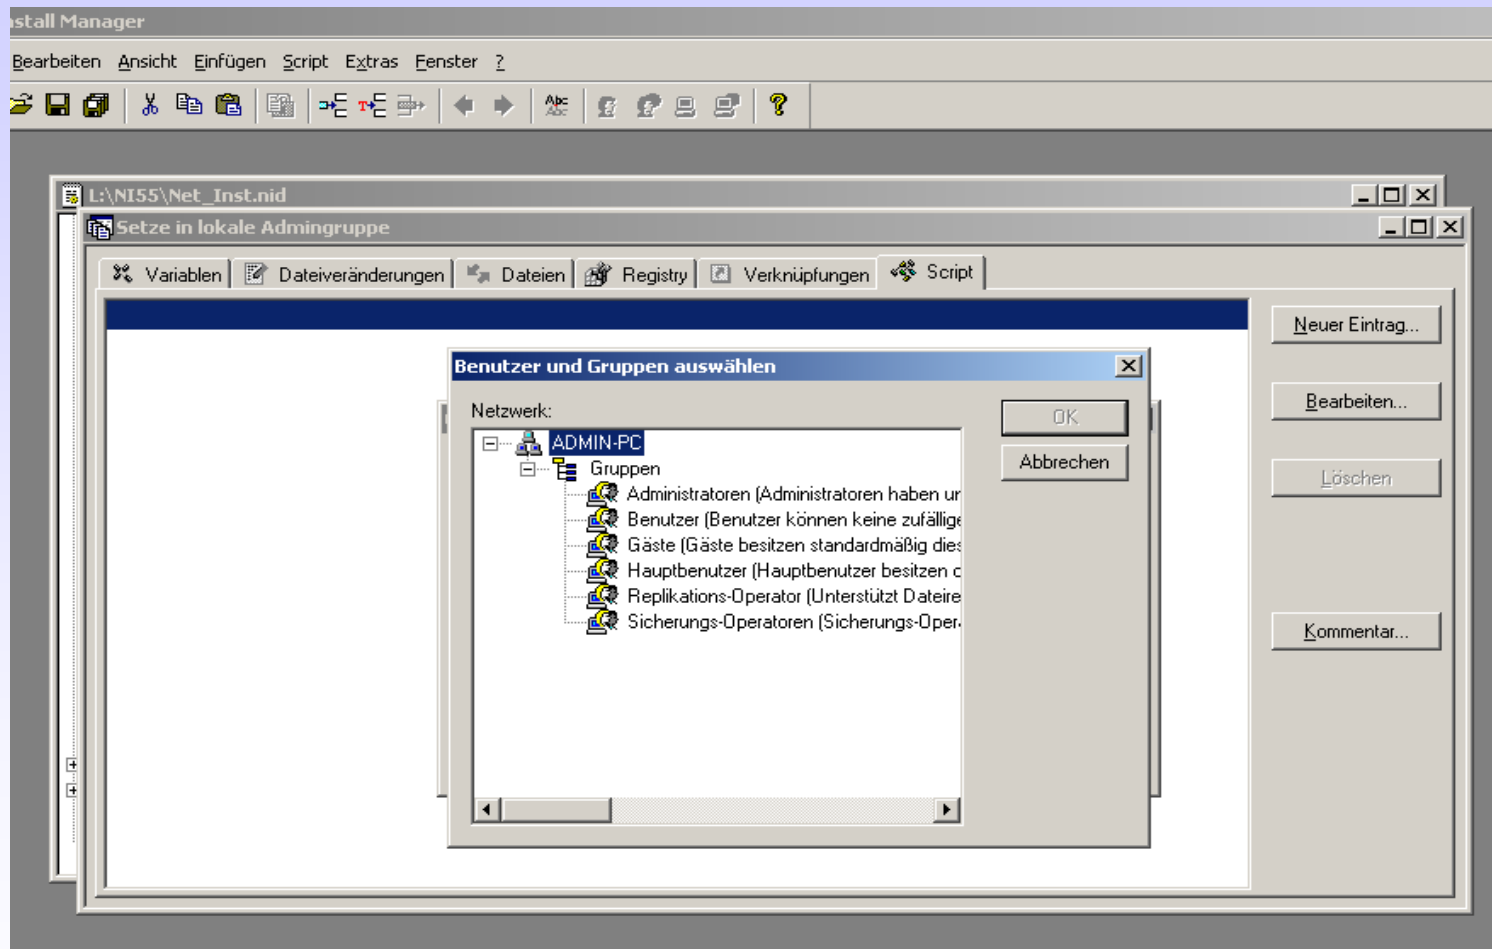 nstall Manager
Bearbeiten Ansicht Einfügen Script Extras Fenster ?
L:\NI55\Net_Inst.nid
Setze in lokale Admingruppe
Variablen Dateiveränderungen Dateien Registry Verknüpfungen Script
Neuer Eintrag...
Bearbeiten...
Löschen
Kommentar...
Benutzer und Gruppen auswählen
Netzwerk:
OK
Abbrechen
ADMIN-PC
Gruppen
Administratoren (Administratoren haben ur
Benutzer (Benutzer können keine zufällige
Gäste (Gäste besitzen standardmäßig dies
Hauptbenutzer (Hauptbenutzer besitzen d
Replikations-Operator (Unterstützt Dateire
Sicherungs-Operatoren (Sicherungs-Oper